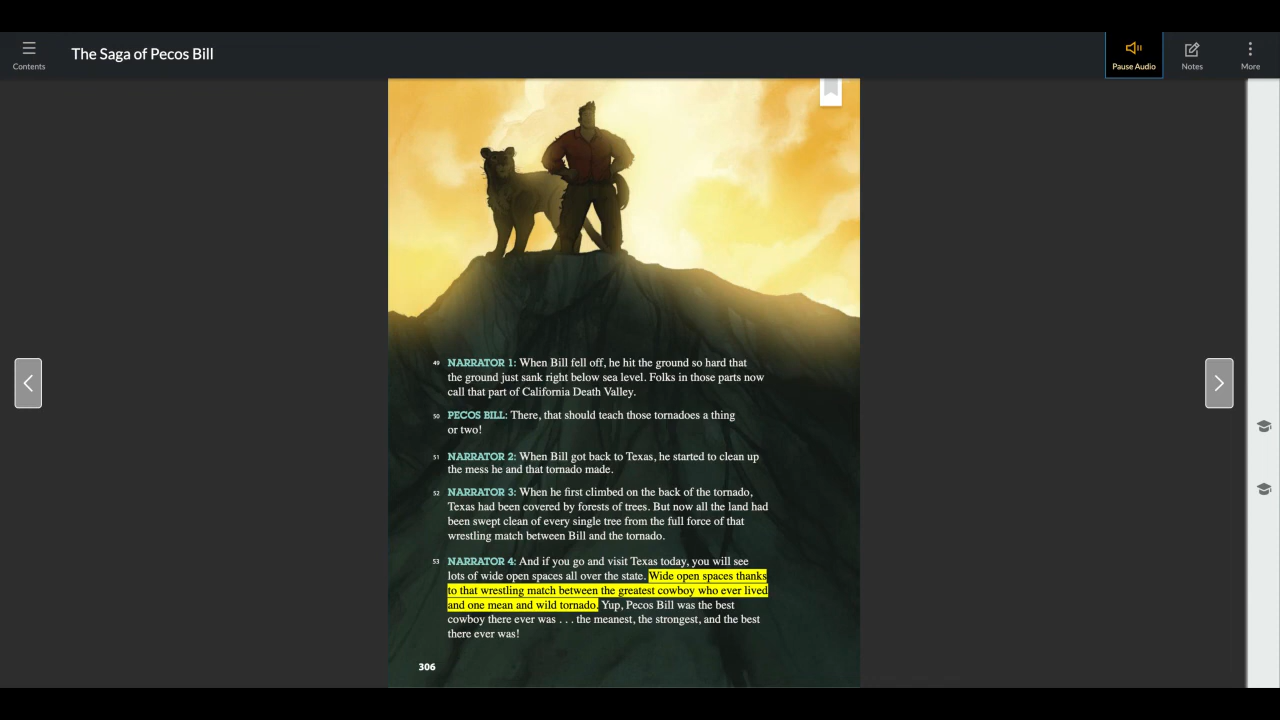 The Saga of Pecos Bill
Contents
Pause Audio
Notes
More
49 NARRATOR 1: When Bill fell off, he hit the ground so hard that
the ground just sank right below sea level. Folks in those parts now
call that part of California Death Valley.
50 PECOS BILL: There, that should teach those tornadoes a thing
or two!
51 NARRATOR 2: When Bill got back to Texas, he started to clean up
the mess he and that tornado made.
52 NARRATOR 3: When he first climbed on the back of the tornado,
Texas had been covered by forests of trees. But now all the land had
been swept clean of every single tree from the full force of that
wrestling match between Bill and the tornado.
53 NARRATOR 4: And if you go and visit Texas today, you will see
lots of wide open spaces all over the state. Wide open spaces thanks
to that wrestling match between the greatest cowboy who ever lived
and one mean and wild tornado. Yup, Pecos Bill was the best
cowboy there ever was . . . the meanest, the strongest, and the best
there ever was!
306